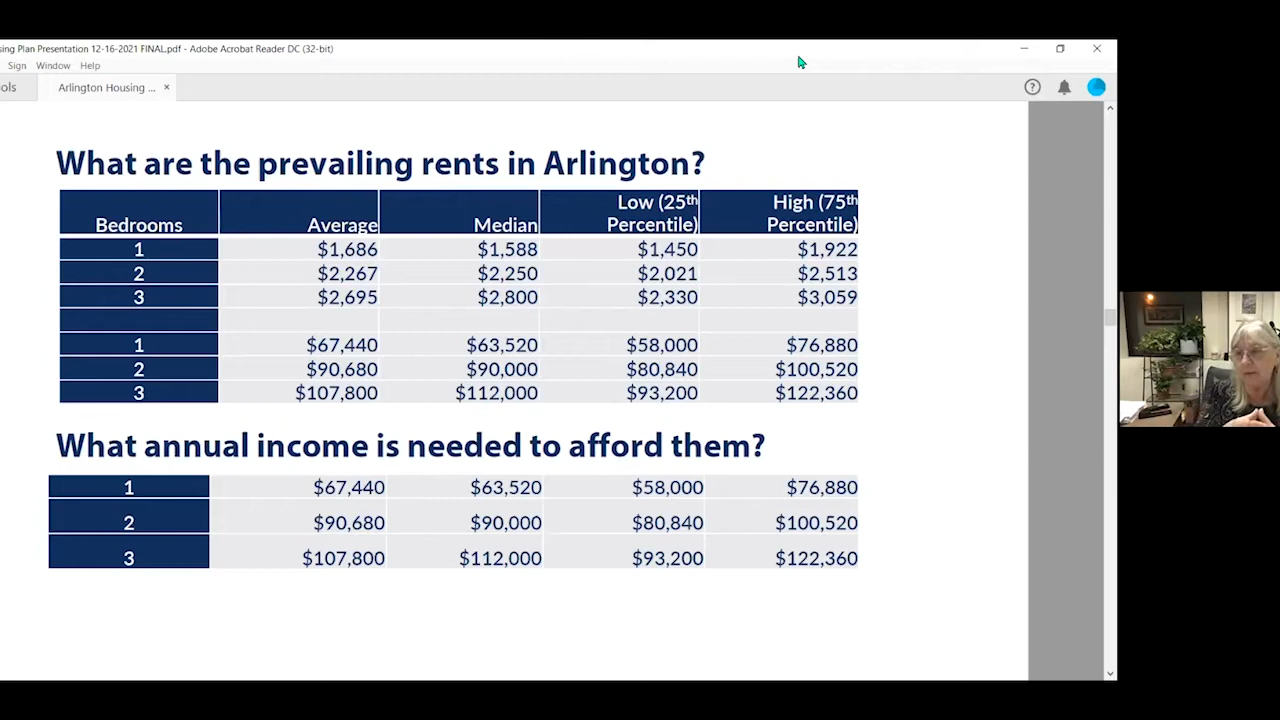 sing Plan Presentation 12-16-2021 FINAL.pdf - Adobe Acrobat Reader DC (32-bit)
Sign Window Help
ols Arlington Housing ... ×
What are the prevailing rents in Arlington?
Bedrooms Average Median Low (25th Percentile) High (75th Percentile)
1 $1,686 $1,588 $1,450 $1,922
2 $2,267 $2,250 $2,021 $2,513
3 $2,695 $2,800 $2,330 $3,059
1 $67,440 $63,520 $58,000 $76,880
2 $90,680 $90,000 $80,840 $100,520
3 $107,800 $112,000 $93,200 $122,360
What annual income is needed to afford them?
1 $67,440 $63,520 $58,000 $76,880
2 $90,680 $90,000 $80,840 $100,520
3 $107,800 $112,000 $93,200 $122,360